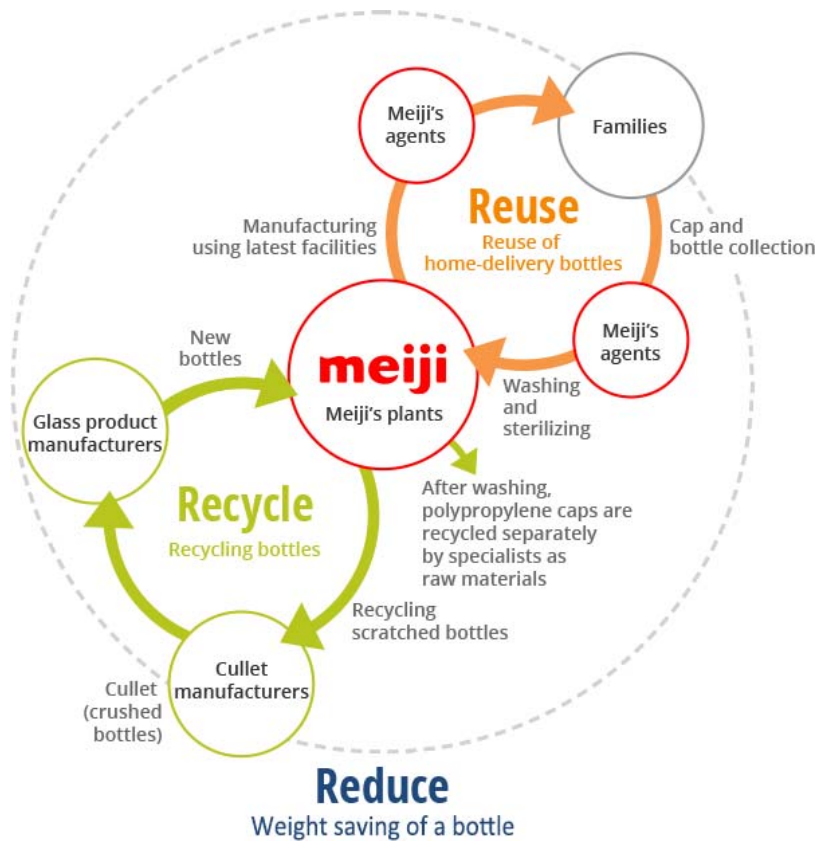 Meiji's
agents
Families
Reuse
Reuse of
home-delivery bottles
Manufacturing
using latest facilities
Cap and
bottle collection
Meiji's
agents
Washing
and
sterilizing
meiji
Meiji's plants
New
bottles
Glass product
manufacturers
Recycle
Recycling bottles
After washing,
polypropylene caps are
recycled separately
by specialists as
raw materials
Recycling
scratched bottles
Cullet
manufacturers
Cullet
(crushed
bottles)
Reduce
Weight saving of a bottle